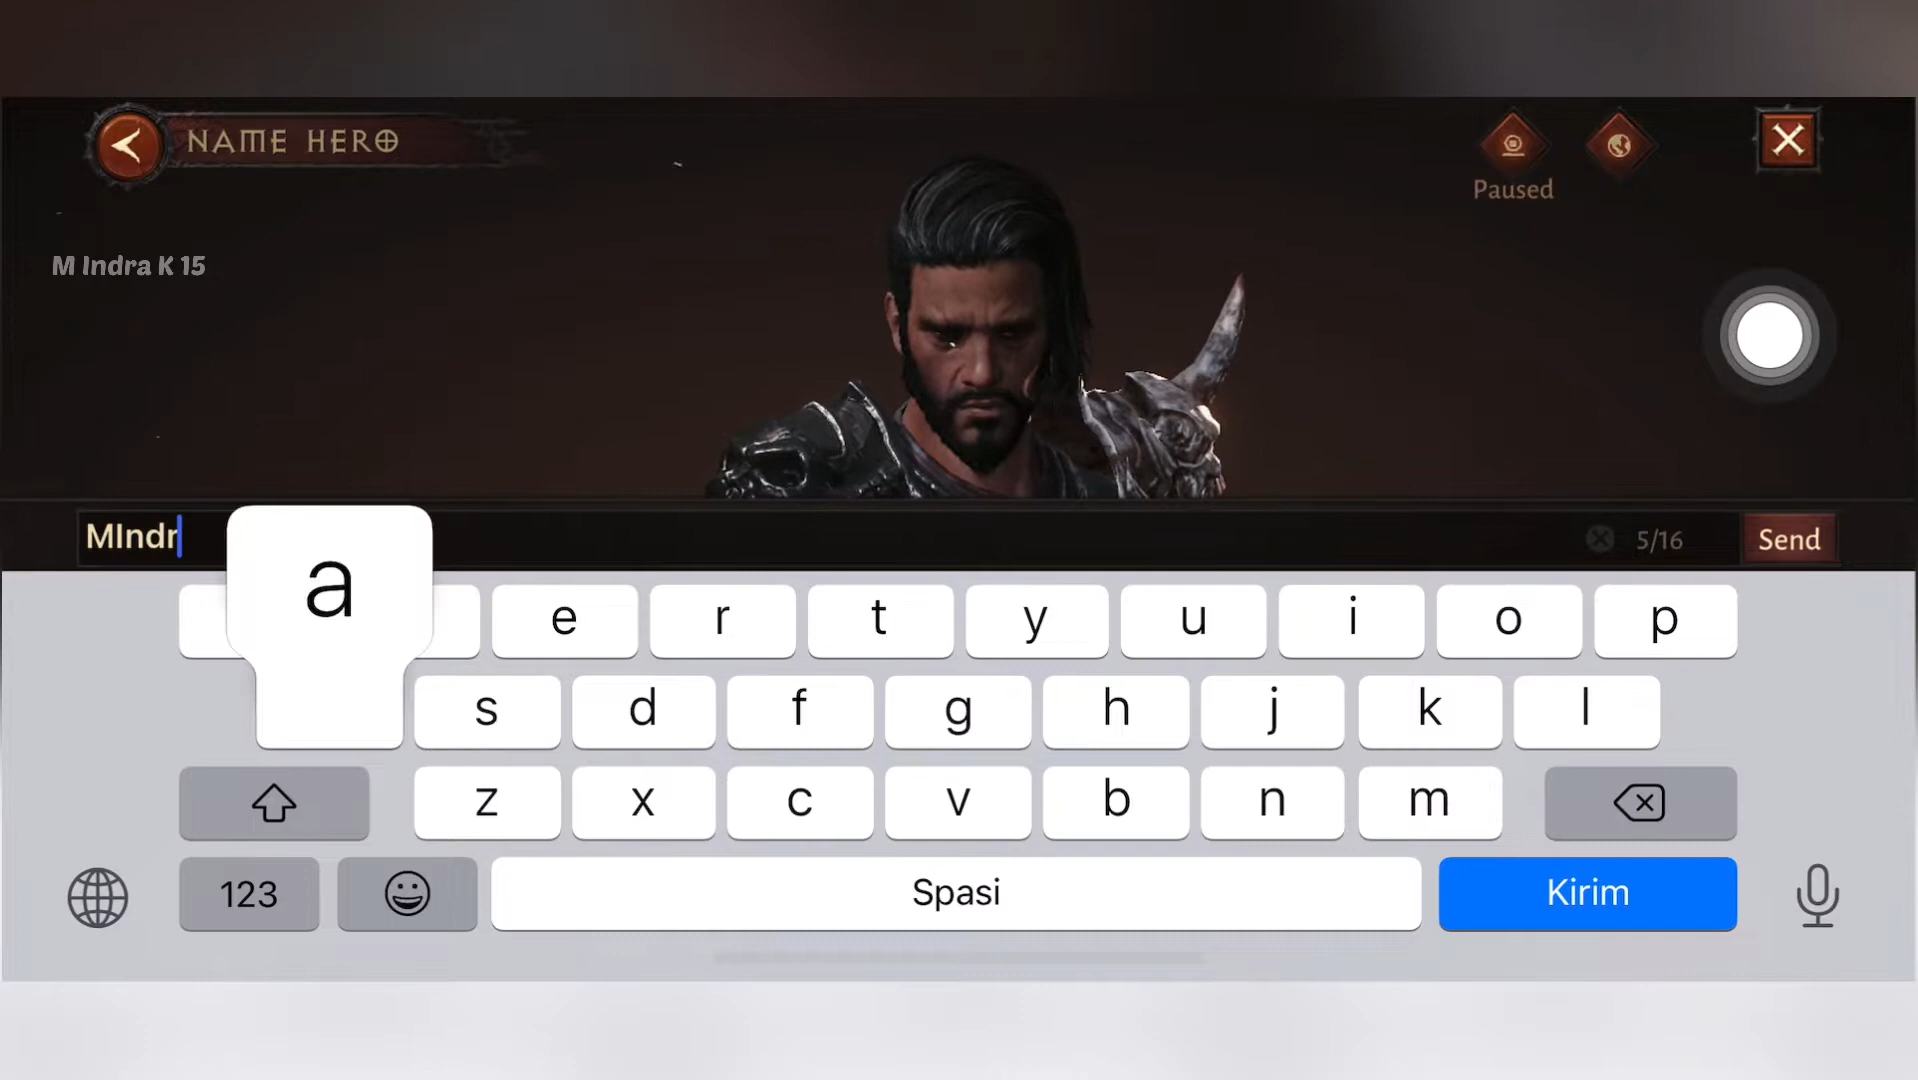 NAME HERO
Paused
M Indra K 15
MIndr
5/16
Send
a
e r t y u i o p
s d f g h j k l
z x c v b n m
123
Spasi
Kirim